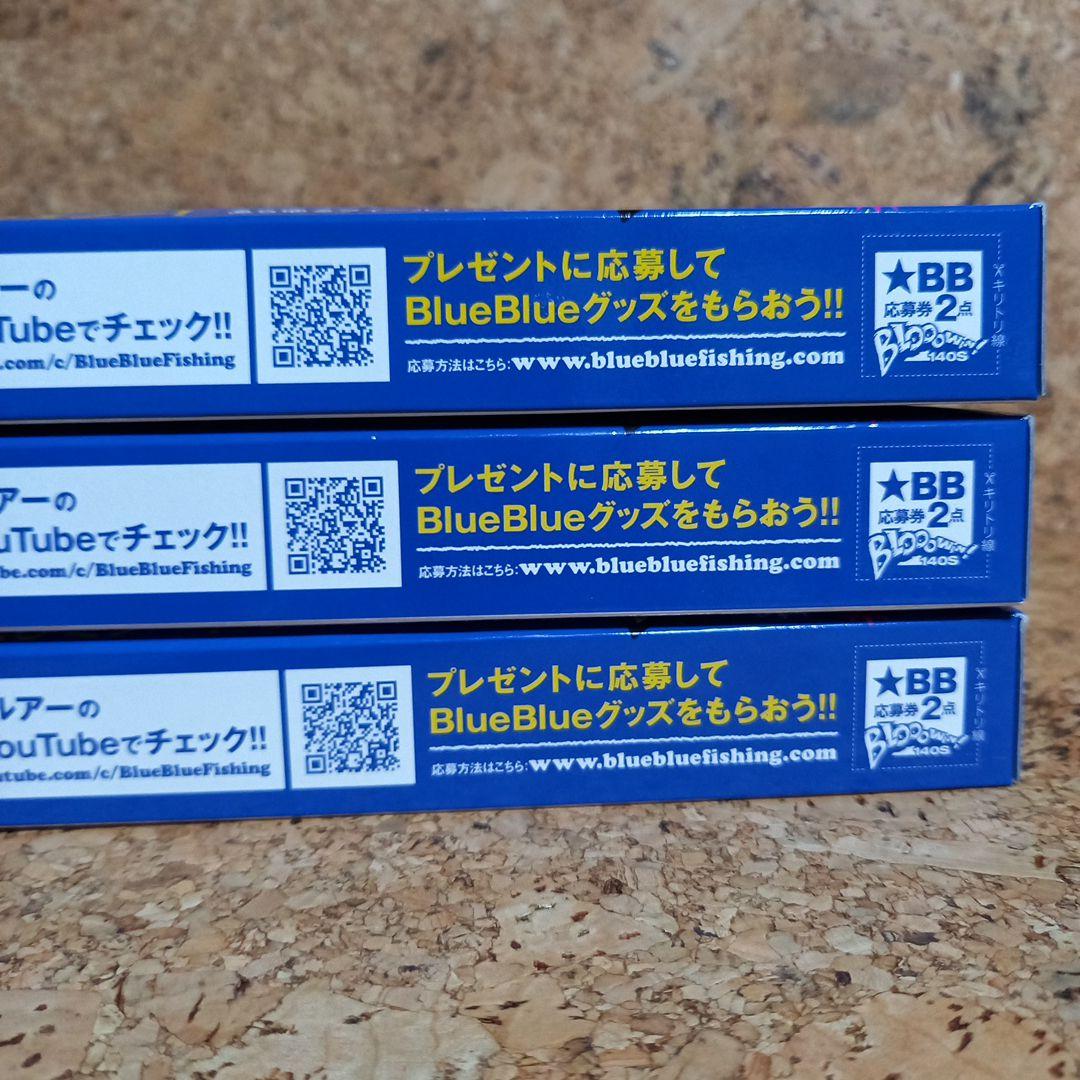 ーの
Tubeでチェック!!
.com/c/BlueBlueFishing
プレゼントに応募して
BlueBlueグッズをもらおう!!
応募方法はこちら:www.bluebluefishing.com
★BB
応募券2点
Blooowin!
140S
キリトリ線
アーの
uTubeでチェック!!
be.com/c/BlueBlueFishing
プレゼントに応募して
BlueBlueグッズをもらおう!!
応募方法はこちら:www.bluebluefishing.com
★BB
応募券2点
Blooowin!
140S
キリトリ線
ルアーの
ouTubeでチェック!!
utube.com/c/BlueBlueFishing
プレゼントに応募して
BlueBlueグッズをもらおう!!
応募方法はこちら:www.bluebluefishing.com
★BB
応募券2点
Blooowin!
140S
キリトリ線